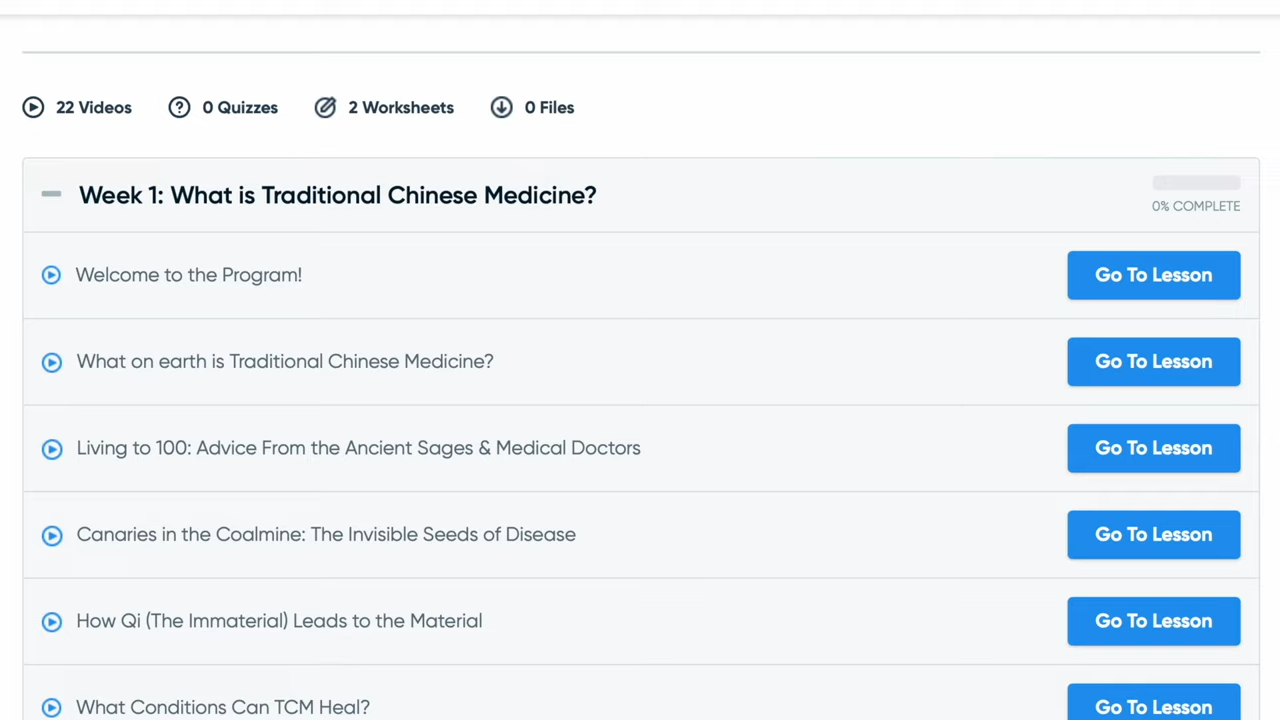 22 Videos 0 Quizzes 2 Worksheets 0 Files
Week 1: What is Traditional Chinese Medicine?
0% COMPLETE
Welcome to the Program! Go To Lesson
What on earth is Traditional Chinese Medicine? Go To Lesson
Living to 100: Advice From the Ancient Sages & Medical Doctors Go To Lesson
Canaries in the Coalmine: The Invisible Seeds of Disease Go To Lesson
How Qi (The Immaterial) Leads to the Material Go To Lesson
What Conditions Can TCM Heal? Go To Lesson